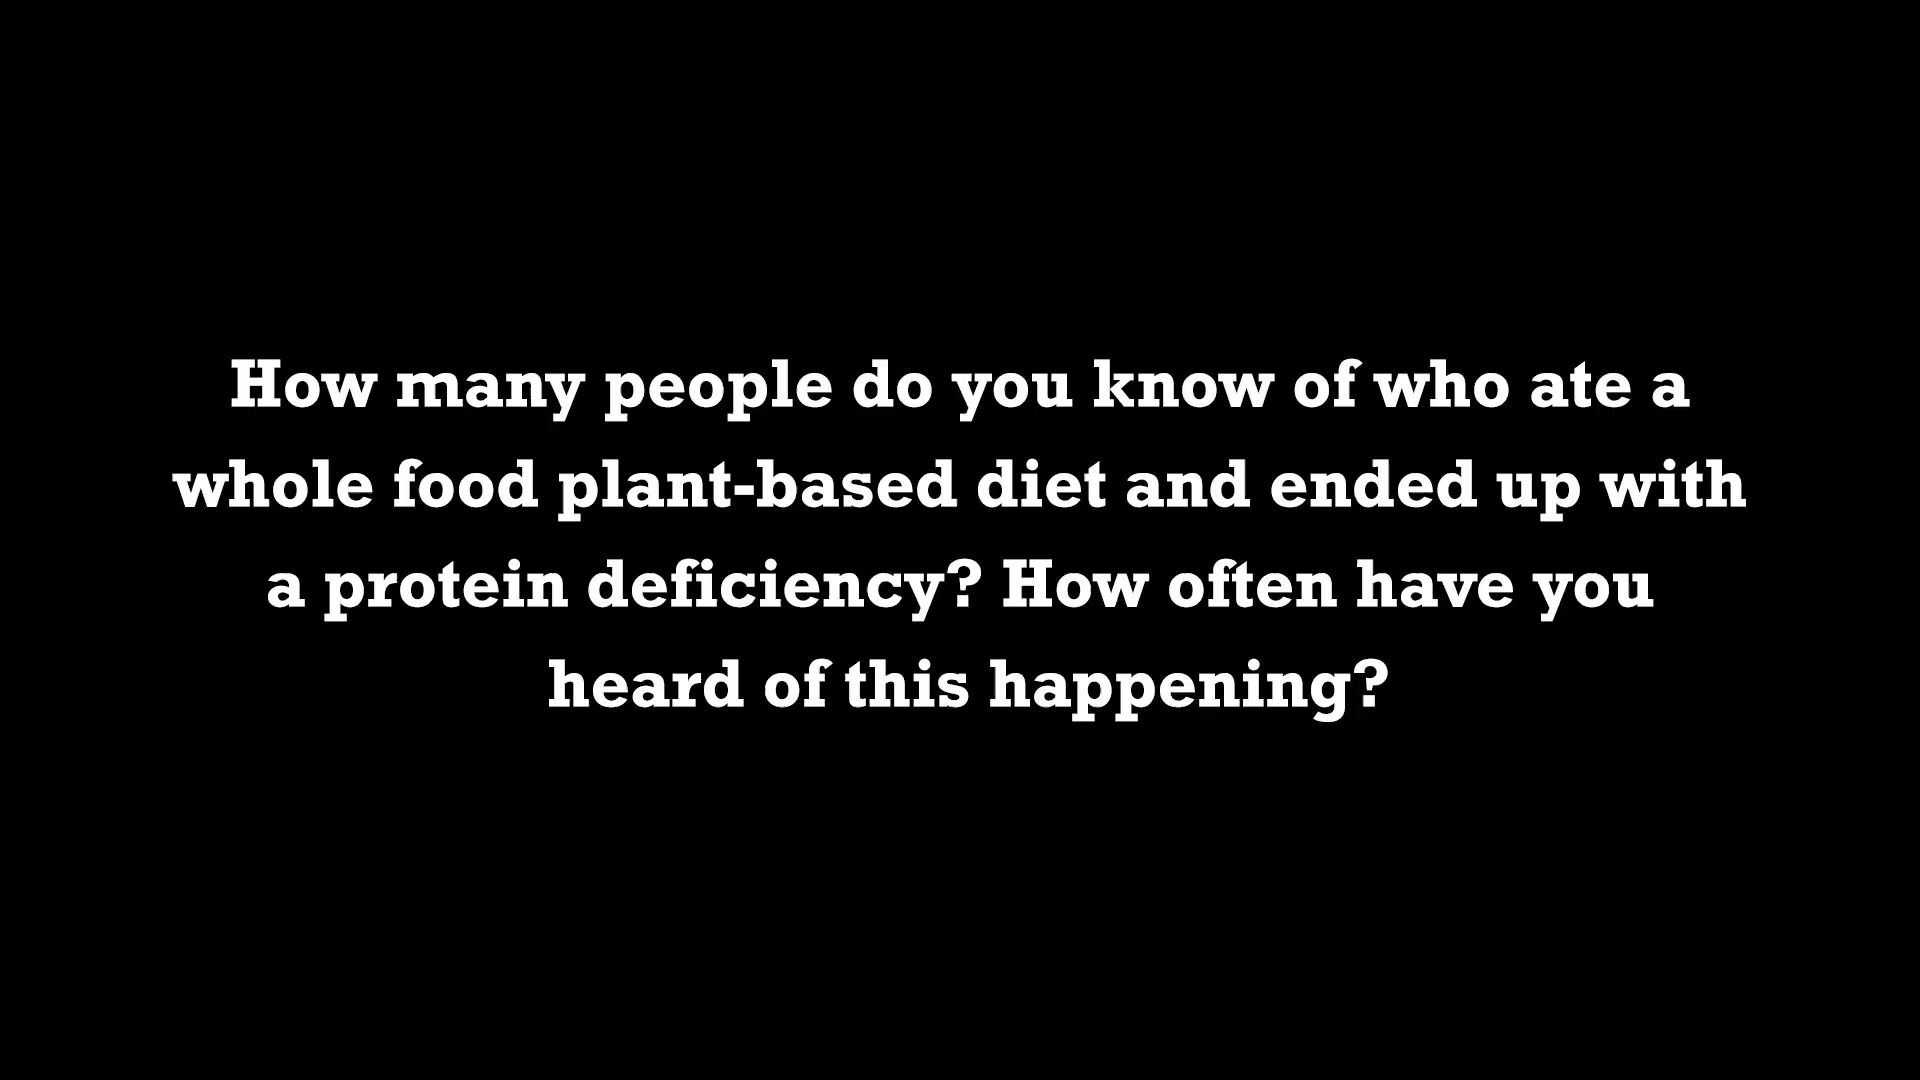 How many people do you know of who ate a
whole food plant-based diet and ended up with
a protein deficiency? How often have you
heard of this happening?